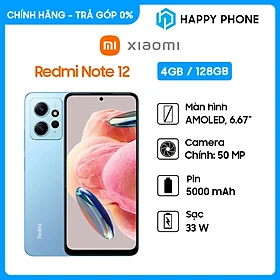 CHÍNH HÃNG - TRẢ GÓP 0%
HAPPY PHONE
xiaomi
Redmi Note 12
4GB / 128GB
Màn hình
AMOLED, 6.67"
Camera
Chính: 50 MP
Pin
5000 mAh
Sạc
33 W
Redmi